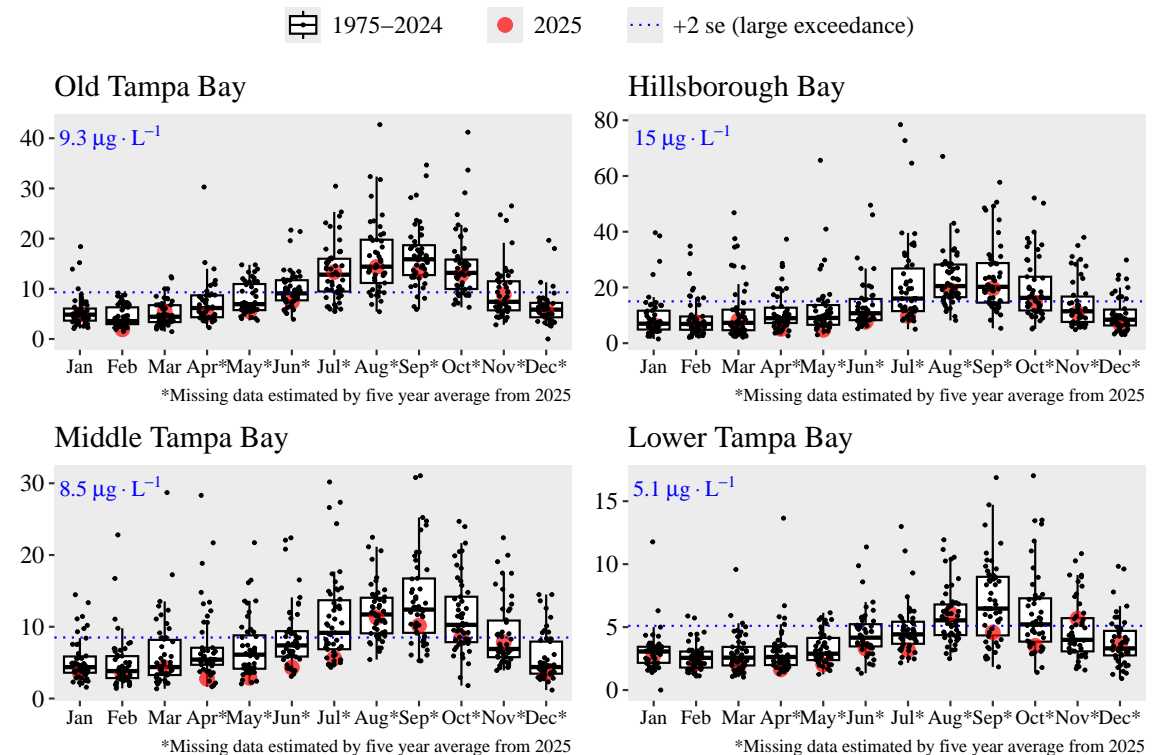 1975−2024 2025 +2 se (large exceedance)
Old Tampa Bay
9.3 μg · L−1
40
30
20
10
0
Jan Feb Mar Apr* May* Jun* Jul* Aug* Sep* Oct* Nov* Dec*
*Missing data estimated by five year average from 2025
Hillsborough Bay
15 μg · L−1
80
60
40
20
0
Jan Feb Mar Apr* May* Jun* Jul* Aug* Sep* Oct* Nov* Dec*
*Missing data estimated by five year average from 2025
Middle Tampa Bay
8.5 μg · L−1
30
20
10
0
Jan Feb Mar Apr* May* Jun* Jul* Aug* Sep* Oct* Nov* Dec*
*Missing data estimated by five year average from 2025
Lower Tampa Bay
5.1 μg · L−1
15
10
5
0
Jan Feb Mar Apr* May* Jun* Jul* Aug* Sep* Oct* Nov* Dec*
*Missing data estimated by five year average from 2025